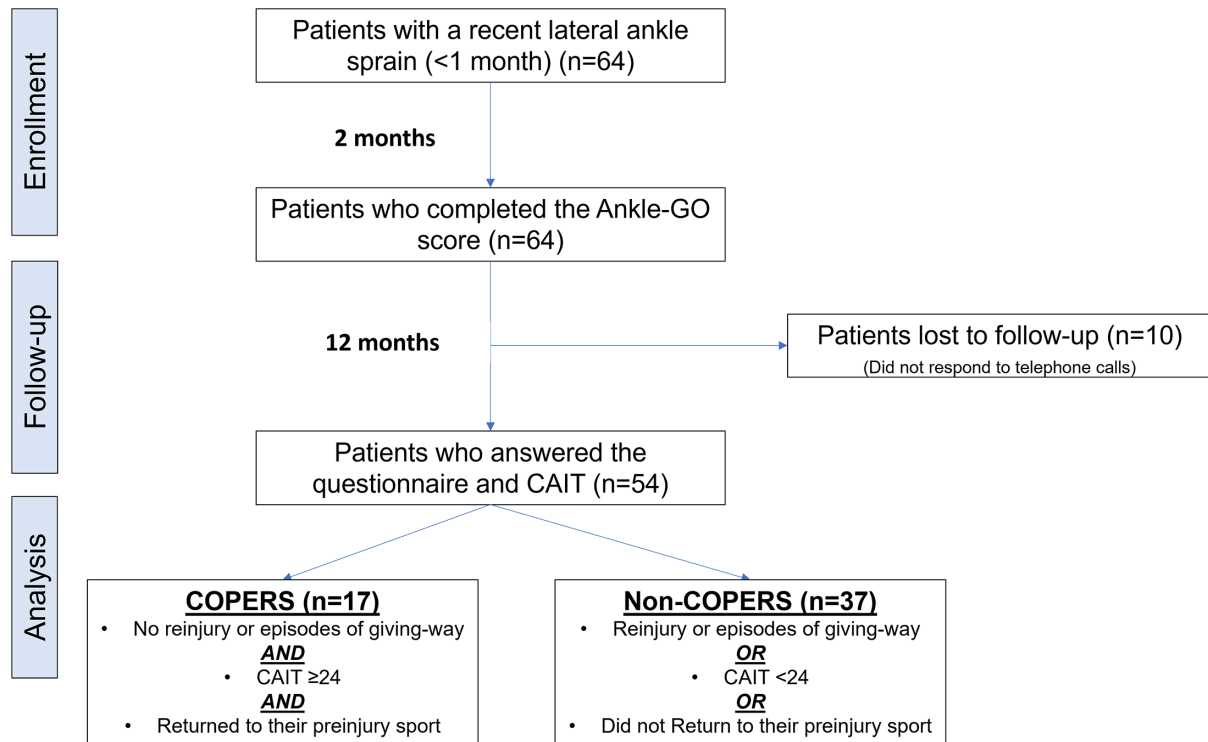 Enrollment
Patients with a recent lateral ankle
sprain (<1 month) (n=64)
2 months
Patients who completed the Ankle-GO
score (n=64)
Follow-up
12 months
Patients lost to follow-up (n=10)
(Did not respond to telephone calls)
Patients who answered the
questionnaire and CAIT (n=54)
Analysis
COPERS (n=17)
• No reinjury or episodes of giving-way
AND
• CAIT ≥24
AND
• Returned to their preinjury sport
Non-COPERS (n=37)
• Reinjury or episodes of giving-way
OR
• CAIT <24
OR
• Did not Return to their preinjury sport